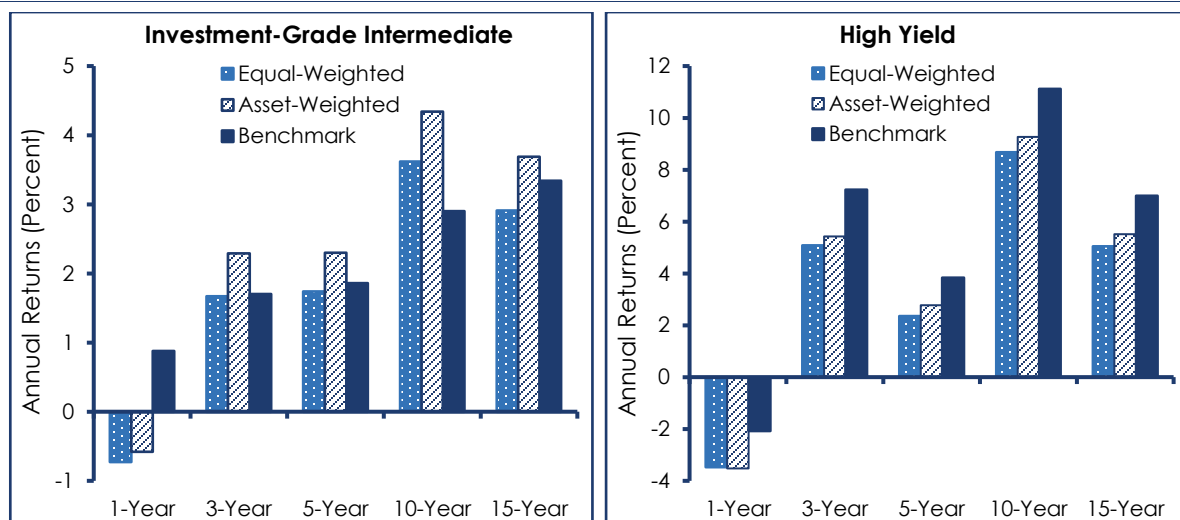 Investment-Grade Intermediate
Equal-Weighted
Asset-Weighted
Benchmark
Annual Returns (Percent)
5
4
3
2
1
0
-1
1-Year 3-Year 5-Year 10-Year 15-Year
High Yield
Equal-Weighted
Asset-Weighted
Benchmark
Annual Returns (Percent)
12
10
8
6
4
2
0
-2
-4
1-Year 3-Year 5-Year 10-Year 15-Year